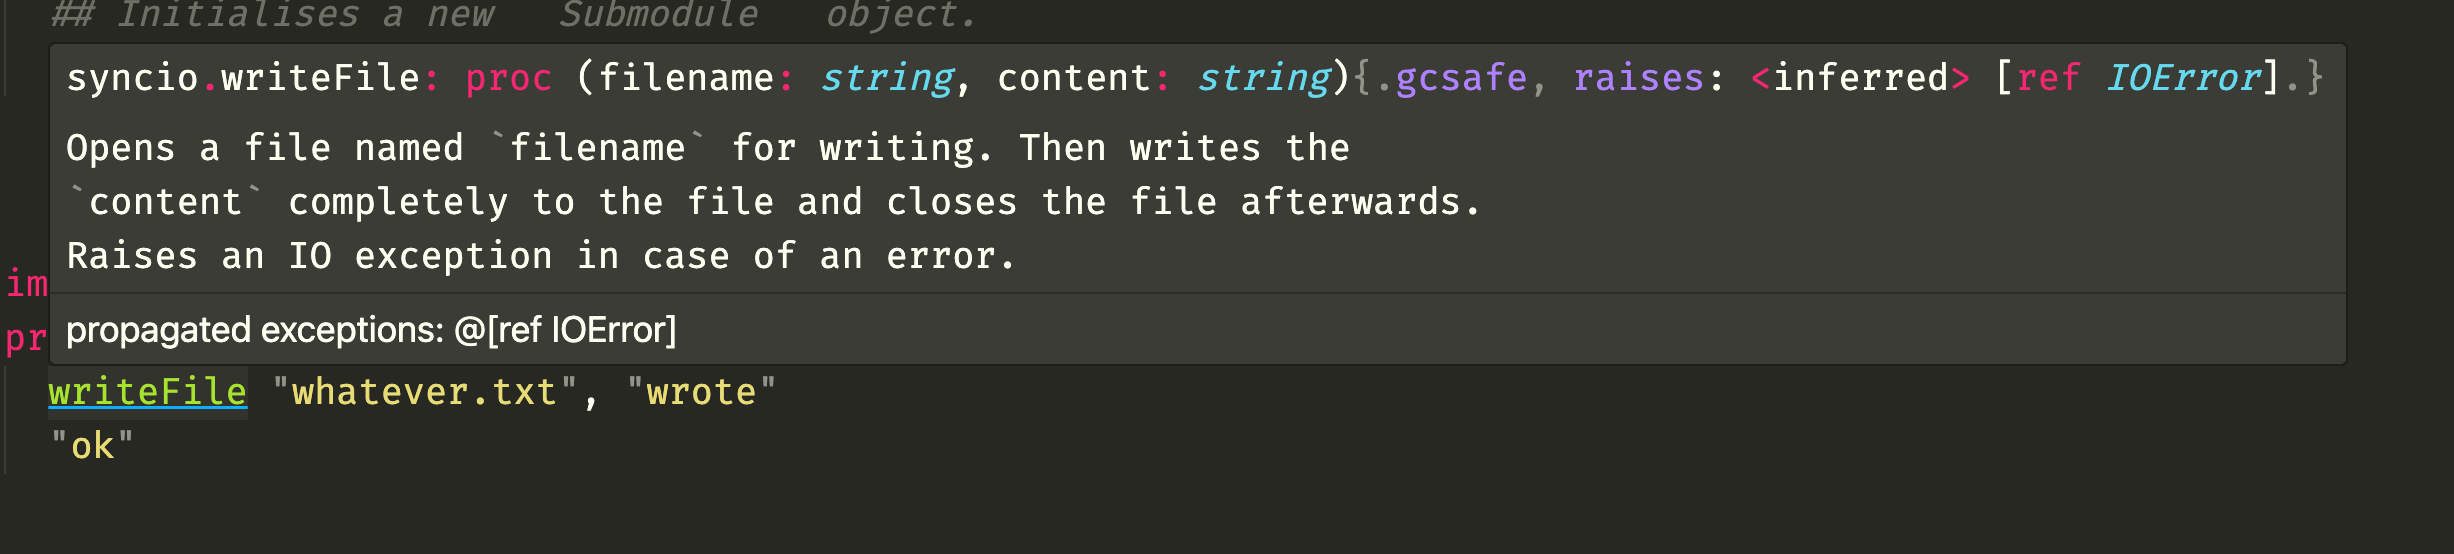 ## Initialises a new Submodule object.
syncio.writeFile: proc (filename: string, content: string){.gcsafe, raises: <inferred> [ref IOError].}
Opens a file named `filename` for writing. Then writes the
`content` completely to the file and closes the file afterwards.
Raises an IO exception in case of an error.
im
propagated exceptions: @[ref IOError]
pr
writeFile "whatever.txt", "wrote"
"ok"